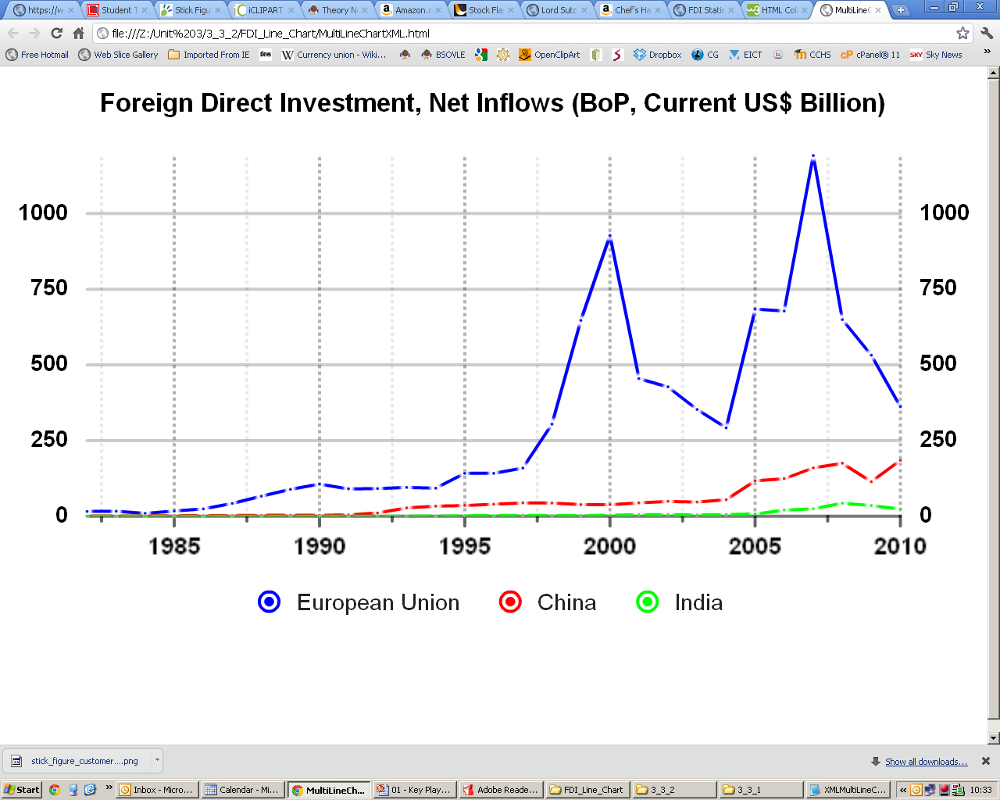 https://w
Student T
Stick Figu
iCLIPART
Theory N
Amazon.c
Stock Fla
Lord Sutc
Chef's Ha
FDI Statis
HTML Col
MultiLineC
file:///Z:/Unit%203/3_3_2/FDI_Line_Chart/MultiLineChartXML.html
Free Hotmail Web Slice Gallery Imported From IE tes W Currency union - Wiki... BSOVLE OpenClipArt Dropbox CG EICT CCHS cPanel® 11 SKY Sky News »
Foreign Direct Investment, Net Inflows (BoP, Current US$ Billion)
1000 1000
750 750
500 500
250 250
0 0
1985 1990 1995 2000 2005 2010
European Union China India
stick_figure_customer....png Show all downloads...
Start » Inbox - Micro... Calendar - Mi... MultiLineCh... 01 - Key Play... Adobe Reade... FDI_Line_Chart 3_3_2 3_3_1 XMLMultiLineC... « 10:33